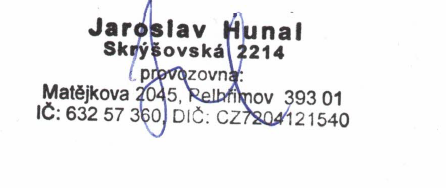 Jaroslav Hunal
Skrýšovská 2214
provozovna:
Matějkova 2045, Pelhřimov 393 01
IČ: 632 57 360, DIČ: CZ7204121540